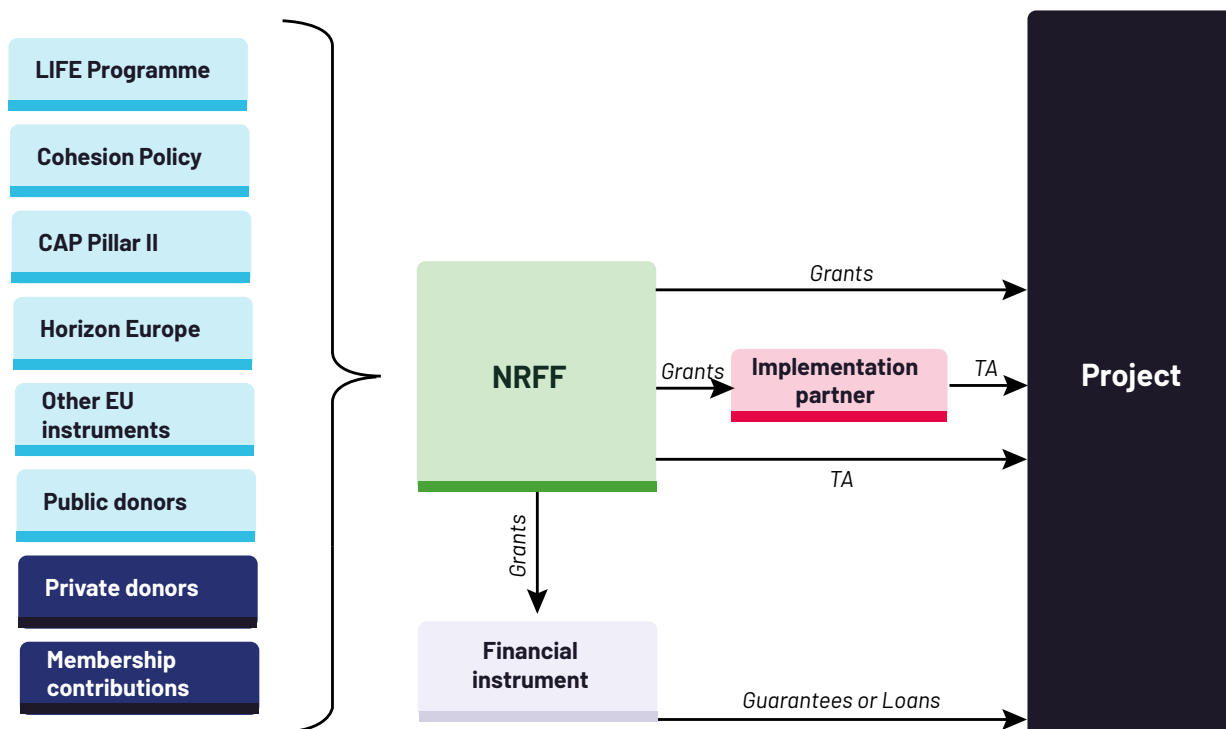 LIFE Programme
Cohesion Policy
CAP Pillar II
Horizon Europe
Other EU
instruments
Public donors
Private donors
Membership
contributions
NRFF
Grants
Grants
Implementation
partner
TA
TA
Grants
Financial
instrument
Guarantees or Loans
Project